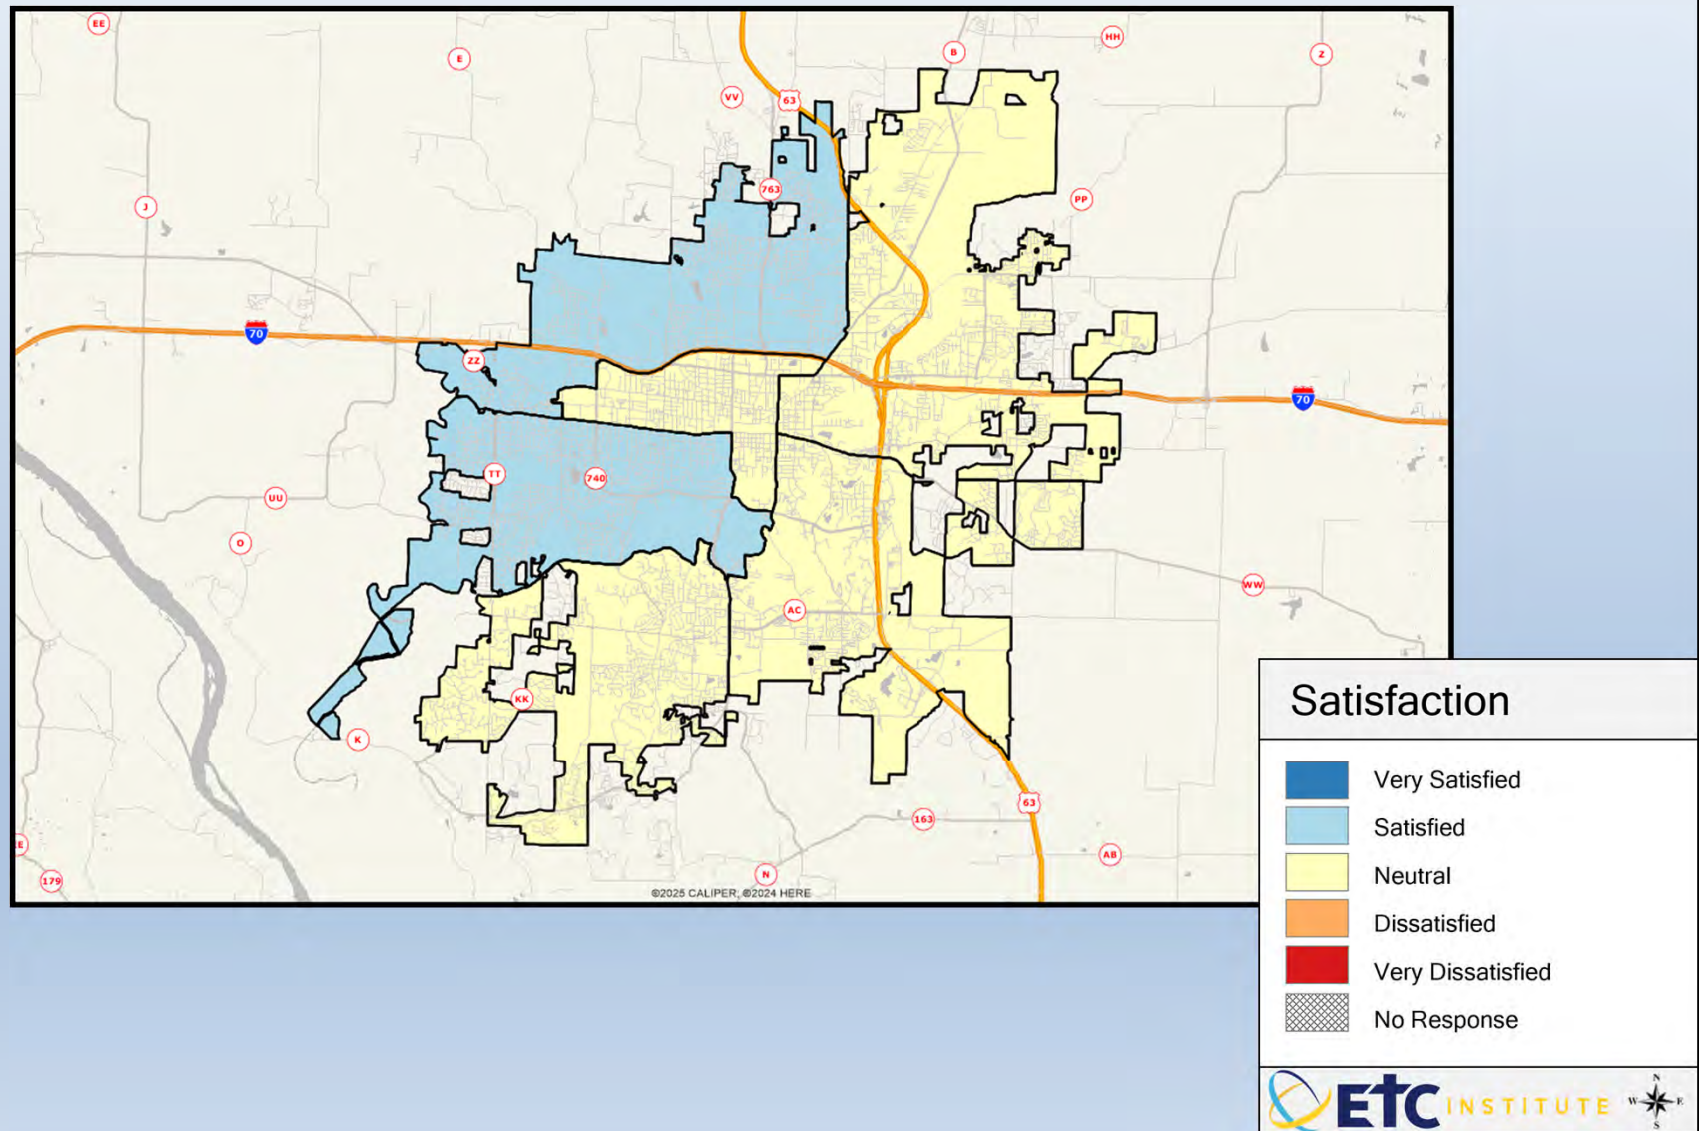 EE
E
B
HH
Z
VV
63
763
J
PP
70
ZZ
70
TT
740
UU
O
WW
AC
KK
K
63
163
AB
N
179
©2025 CALIPER; ©2024 HERE
Satisfaction
Very Satisfied
Satisfied
Neutral
Dissatisfied
Very Dissatisfied
No Response
ETC INSTITUTE
N
W E
S